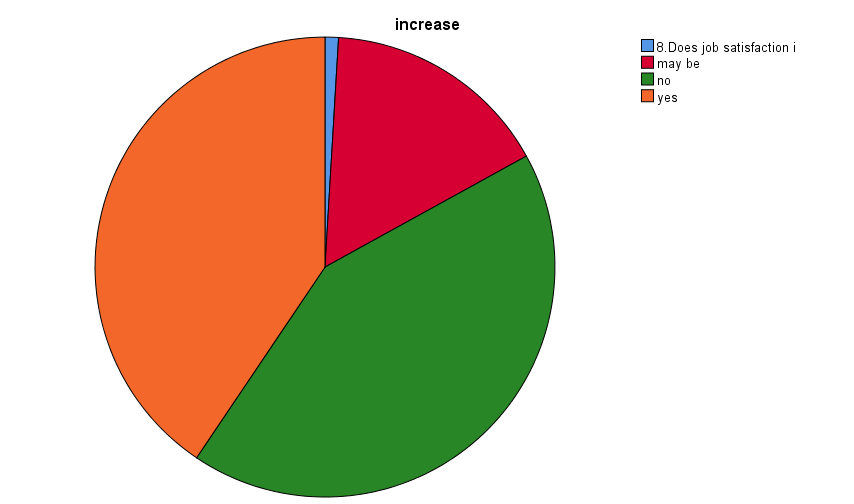 increase
8.Does job satisfaction i
may be
no
yes